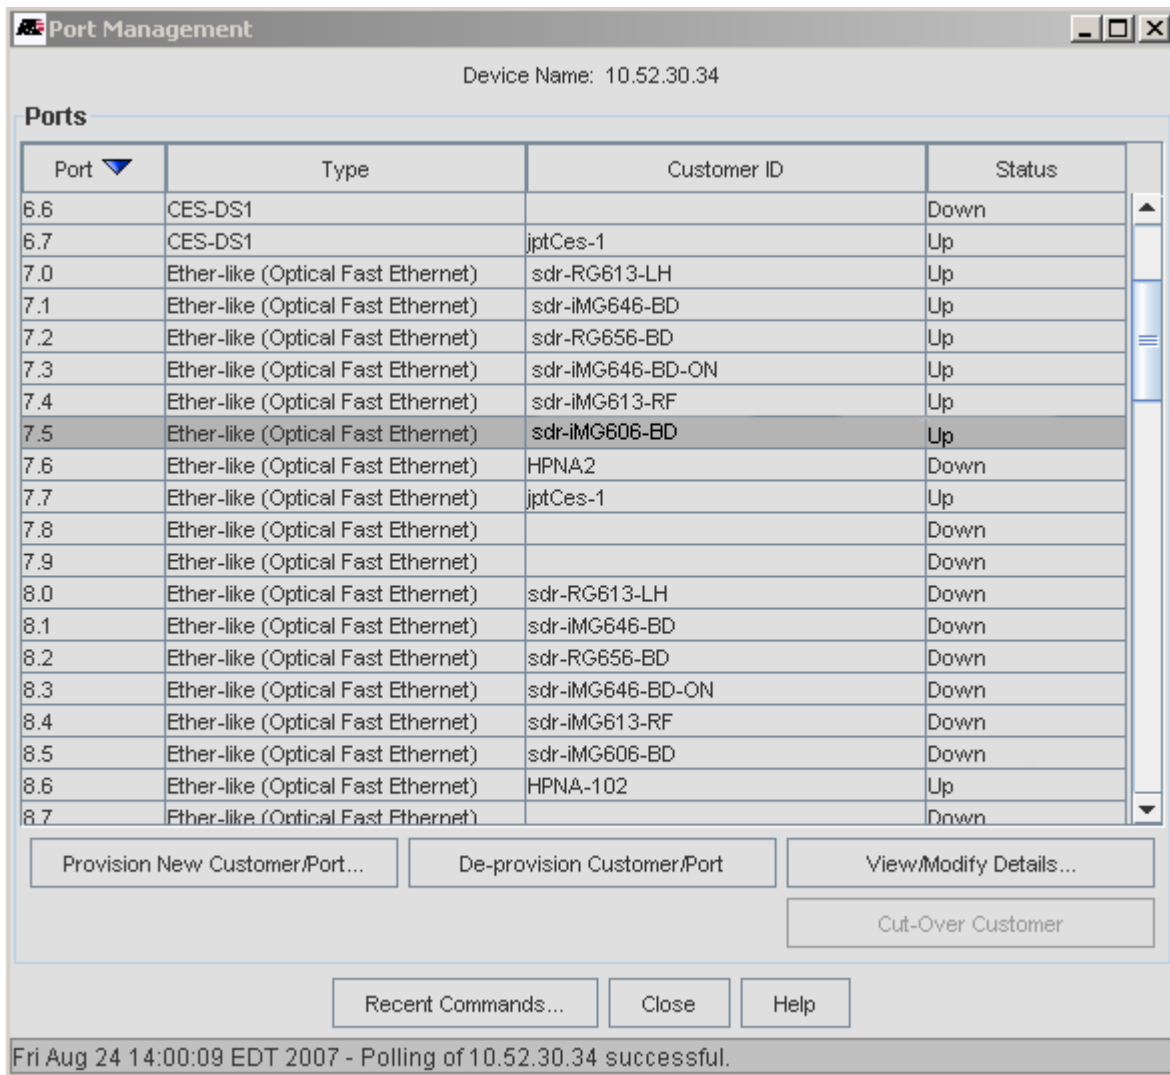 Port Management
Device Name: 10.52.30.34
Ports
Port Type Customer ID Status
6.6 CES-DS1 Down
6.7 CES-DS1 jptCes-1 Up
7.0 Ether-like (Optical Fast Ethernet) sdr-RG613-LH Up
7.1 Ether-like (Optical Fast Ethernet) sdr-iMG646-BD Up
7.2 Ether-like (Optical Fast Ethernet) sdr-RG656-BD Up
7.3 Ether-like (Optical Fast Ethernet) sdr-iMG646-BD-ON Up
7.4 Ether-like (Optical Fast Ethernet) sdr-iMG613-RF Up
7.5 Ether-like (Optical Fast Ethernet) sdr-iMG606-BD Up
7.6 Ether-like (Optical Fast Ethernet) HPNA2 Down
7.7 Ether-like (Optical Fast Ethernet) jptCes-1 Up
7.8 Ether-like (Optical Fast Ethernet) Down
7.9 Ether-like (Optical Fast Ethernet) Down
8.0 Ether-like (Optical Fast Ethernet) sdr-RG613-LH Down
8.1 Ether-like (Optical Fast Ethernet) sdr-iMG646-BD Down
8.2 Ether-like (Optical Fast Ethernet) sdr-RG656-BD Down
8.3 Ether-like (Optical Fast Ethernet) sdr-iMG646-BD-ON Down
8.4 Ether-like (Optical Fast Ethernet) sdr-iMG613-RF Down
8.5 Ether-like (Optical Fast Ethernet) sdr-iMG606-BD Down
8.6 Ether-like (Optical Fast Ethernet) HPNA-102 Up
8.7 Ether-like (Optical Fast Ethernet) Down
Provision New Customer/Port... De-provision Customer/Port View/Modify Details...
Cut-Over Customer
Recent Commands... Close Help
Fri Aug 24 14:00:09 EDT 2007 - Polling of 10.52.30.34 successful.